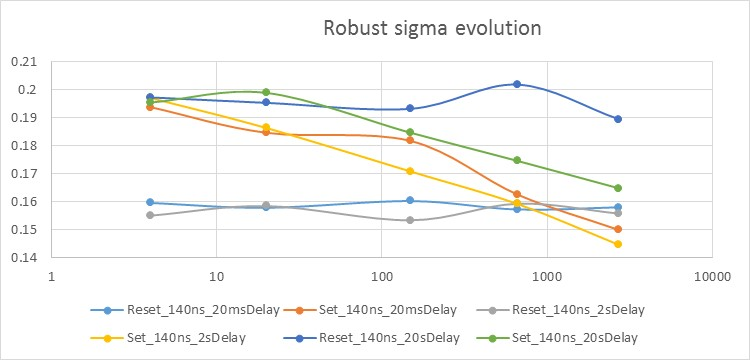 Robust sigma evolution
0.21
0.2
0.19
0.18
0.17
0.16
0.15
0.14
1 10 100 1000 10000
Reset_140ns_20msDelay Set_140ns_20msDelay Reset_140ns_2sDelay
Set_140ns_2sDelay Reset_140ns_20sDelay Set_140ns_20sDelay